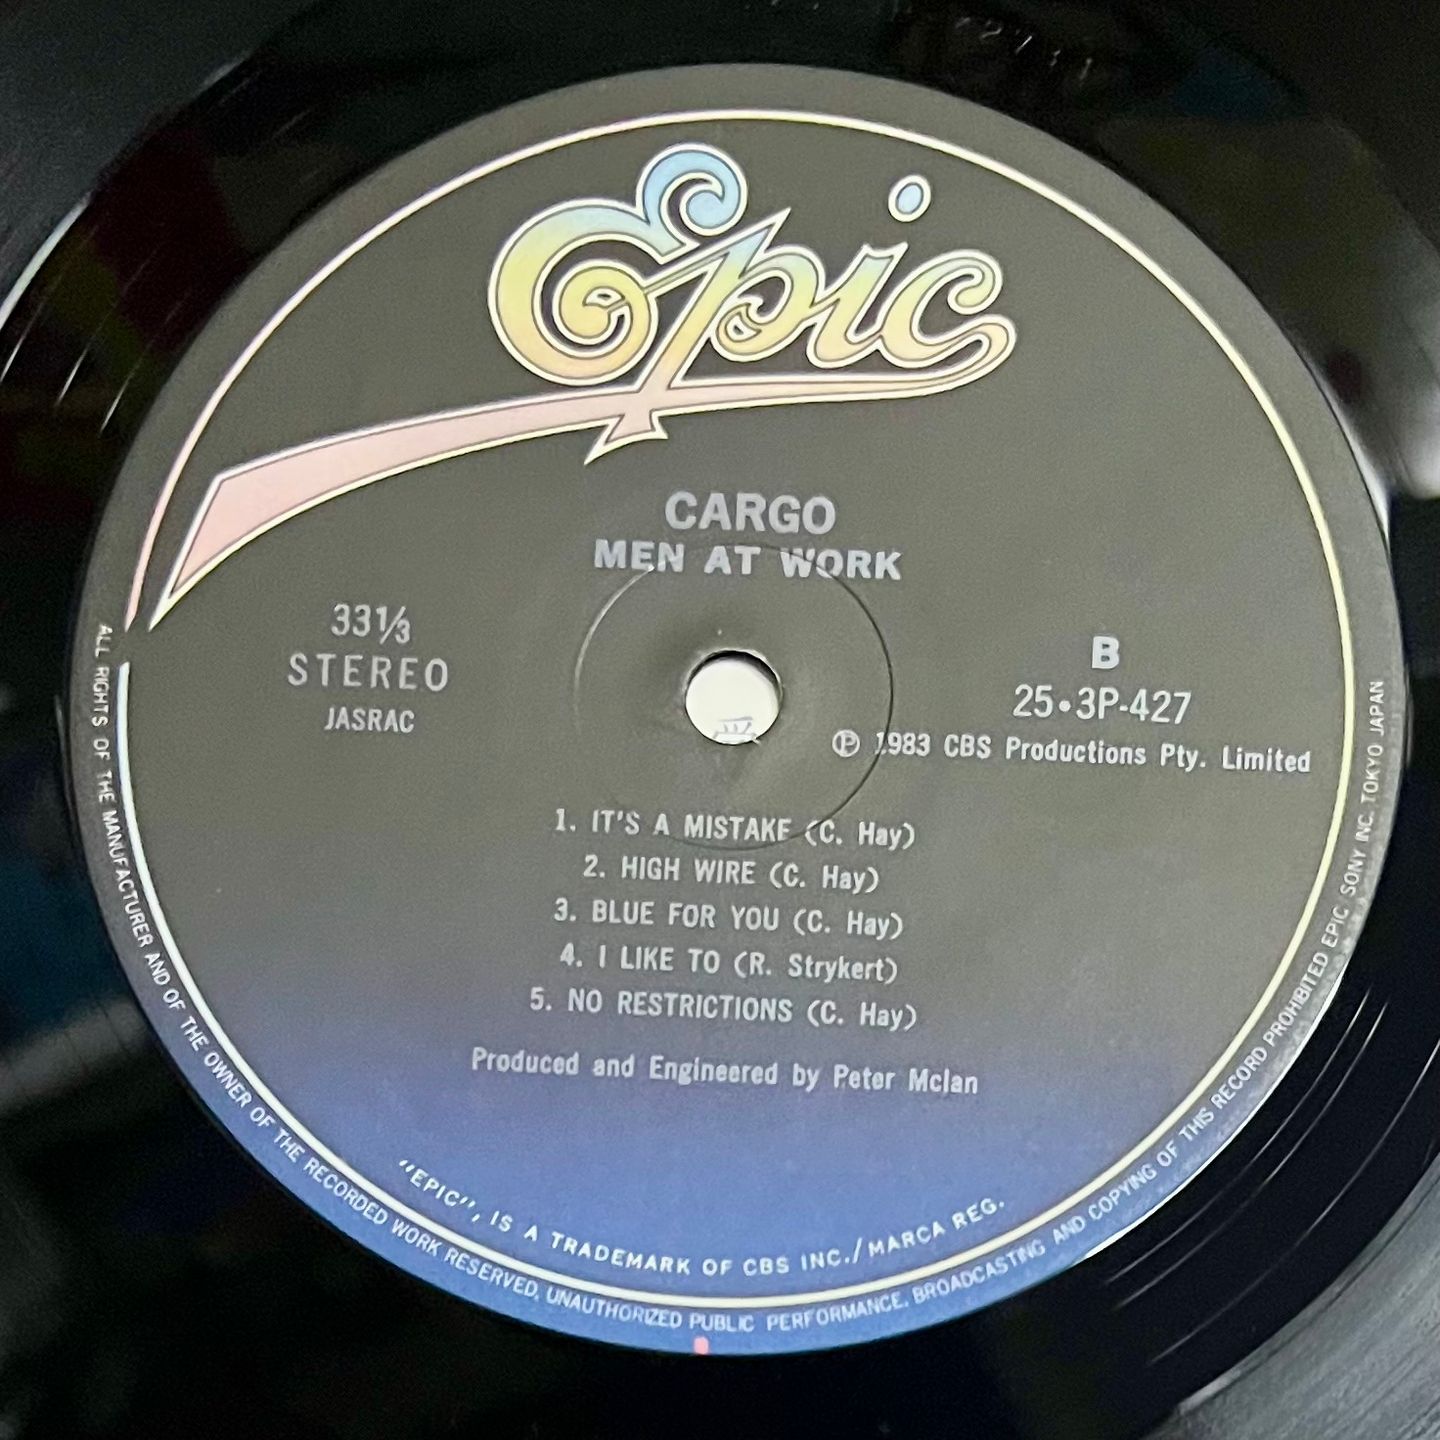 Epic
CARGO
MEN AT WORK
33⅓
STEREO
JASRAC
B
25•3P-427
℗ 1983 CBS Productions Pty. Limited
1. IT'S A MISTAKE (C. Hay)
2. HIGH WIRE (C. Hay)
3. BLUE FOR YOU (C. Hay)
4. I LIKE TO (R. Strykert)
5. NO RESTRICTIONS (C. Hay)
Produced and Engineered by Peter Mclan
"EPIC", IS A TRADEMARK OF CBS INC./MARCA REG.
ALL RIGHTS OF THE MANUFACTURER AND OF THE OWNER OF THE RECORDED WORK RESERVED, UNAUTHORIZED PUBLIC PERFORMANCE, BROADCASTING AND COPYING OF THIS RECORD PROHIBITED EPIC SONY INC. TOKYO JAPAN